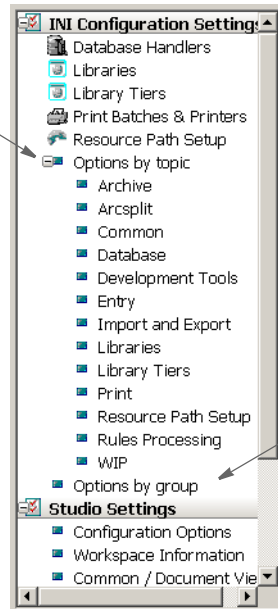 INI Configuration Settings
Database Handlers
Libraries
Library Tiers
Print Batches & Printers
Resource Path Setup
Options by topic
Archive
Arcsplit
Common
Database
Development Tools
Entry
Import and Export
Libraries
Library Tiers
Print
Resource Path Setup
Rules Processing
WIP
Options by group
Studio Settings
Configuration Options
Workspace Information
Common / Document Vie